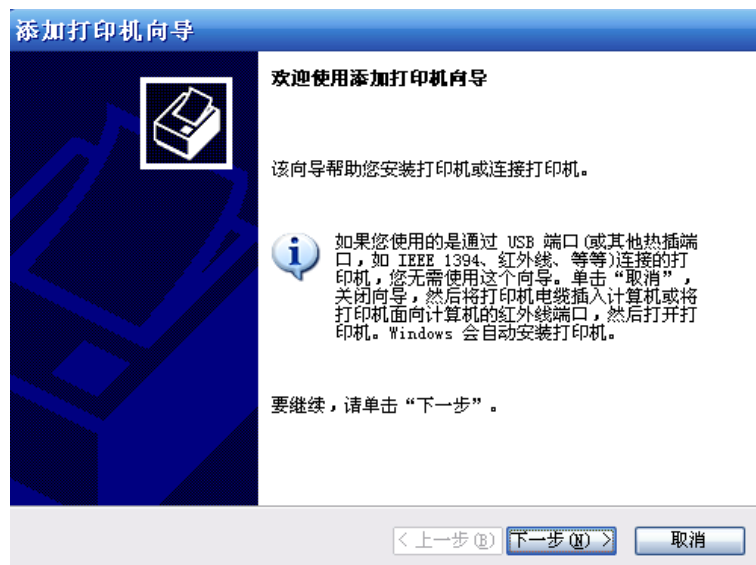 添加打印机向导
欢迎使用添加打印机向导
该向导帮助您安装打印机或连接打印机。
如果您使用的是通过 USB 端口(或其他热插端
口，如 IEEE 1394、红外线、等等)连接的打
印机，您无需使用这个向导。单击“取消”，
关闭向导，然后将打印机电缆插入计算机或将
打印机面向计算机的红外线端口，然后打开打
印机。Windows 会自动安装打印机。
要继续，请单击“下一步”。
< 上一步(B) 下一步(N) > 取消